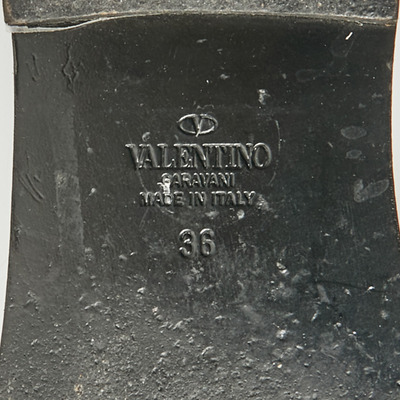 VALENTINO
GARAVANI
MADE IN ITALY
36